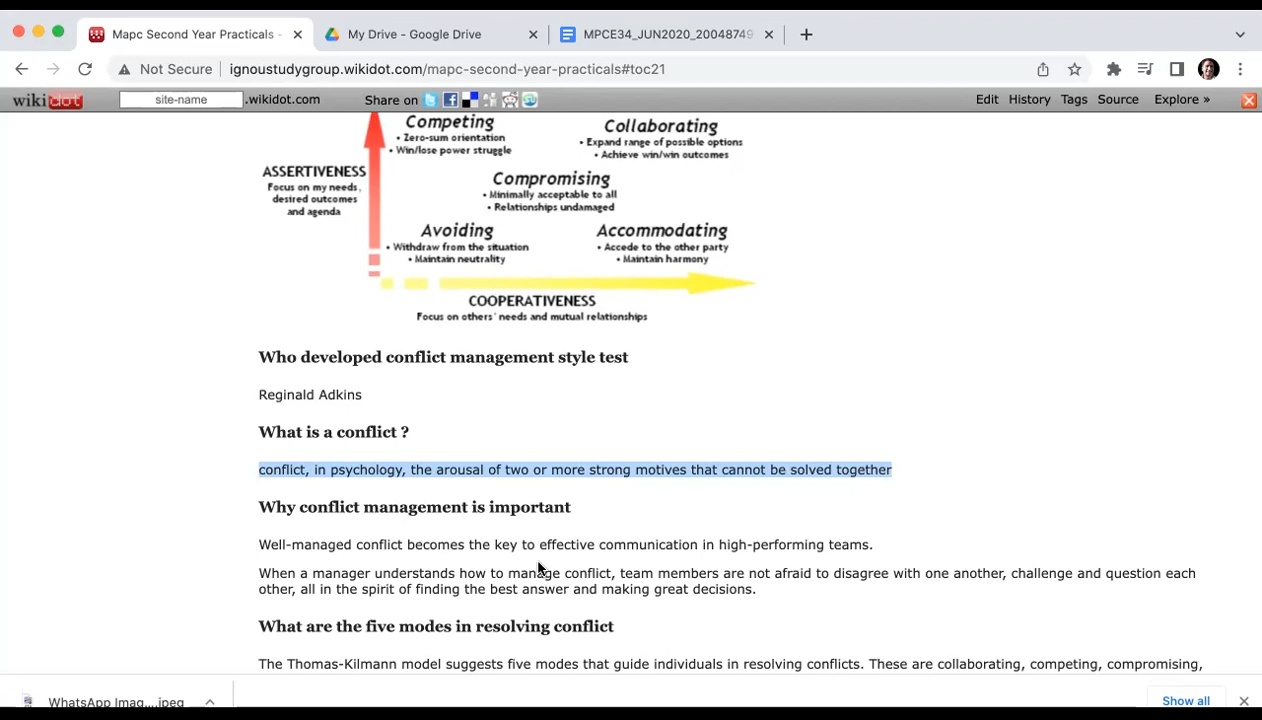 Mapc Second Year Practicals -
My Drive - Google Drive
MPCE34_JUN2020_20048749
Not Secure
ignoustudygroup.wikidot.com/mapc-second-year-practicals#toc21
wikidot
site-name
.wikidot.com
Share on
Edit
History
Tags
Source
Explore »
Competing
• Zero-sum orientation
• Win/lose power struggle
Collaborating
• Expand range of possible options
• Achieve win/win outcomes
ASSERTIVENESS
Focus on my needs,
desired outcomes
and agenda
Compromising
• Minimally acceptable to all
• Relationships undamaged
Avoiding
• Withdraw from the situation
• Maintain neutrality
Accommodating
• Accede to the other party
• Maintain harmony
COOPERATIVENESS
Focus on others' needs and mutual relationships
Who developed conflict management style test
Reginald Adkins
What is a conflict ?
conflict, in psychology, the arousal of two or more strong motives that cannot be solved together
Why conflict management is important
Well-managed conflict becomes the key to effective communication in high-performing teams.
When a manager understands how to manage conflict, team members are not afraid to disagree with one another, challenge and question each
other, all in the spirit of finding the best answer and making great decisions.
What are the five modes in resolving conflict
The Thomas-Kilmann model suggests five modes that guide individuals in resolving conflicts. These are collaborating, competing, compromising,
WhatsApp Imag....jpeg
Show all